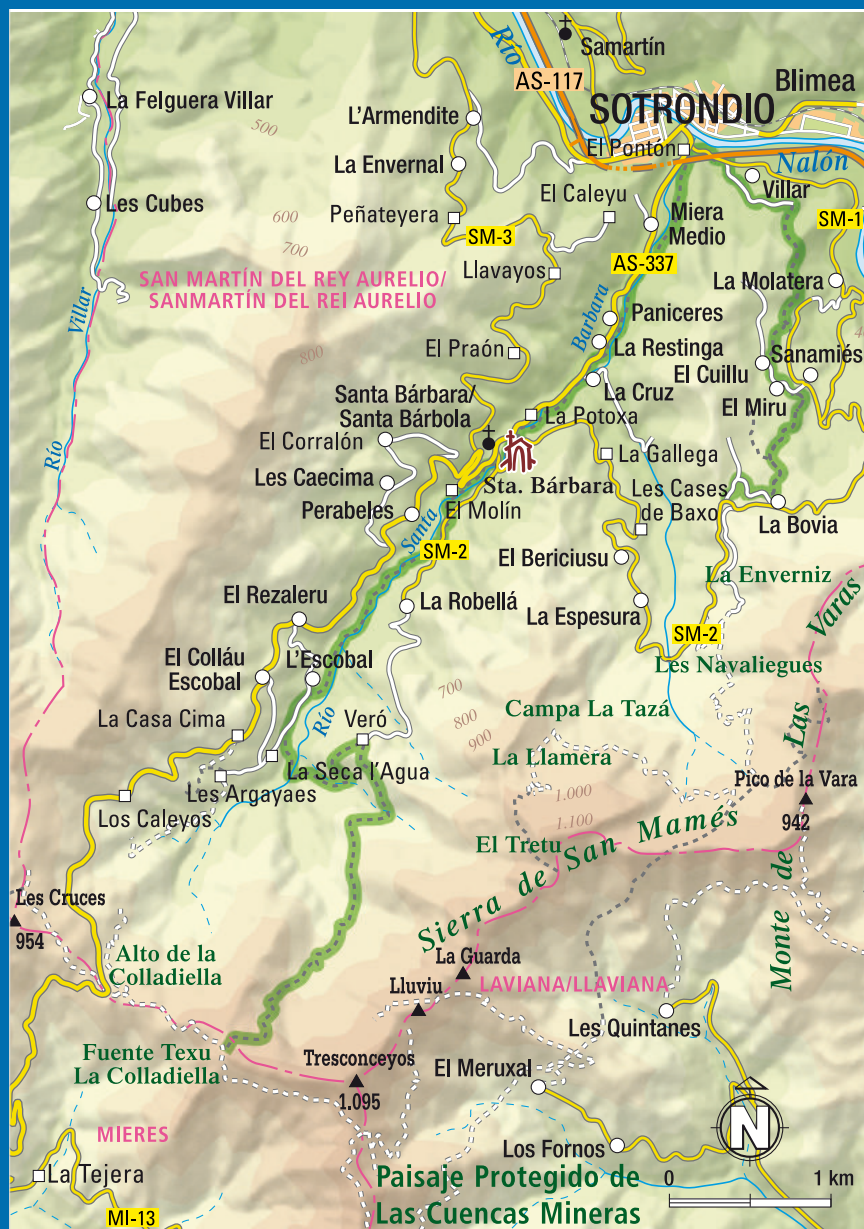 Samartín
Río
AS-117
Blimea
La Felguera Villar
L'Armendite
SOTRONDIO
500
El Pontón
La Envernal
Nalón
Villar
El Caleyu
Les Cubes
600
Peñateyera
Miera
Medio
SM-3
700
AS-337
SAN MARTÍN DEL REY AURELIO/
SANMARTÍN DEL REI AURELIO
Llavayos
La Molatera
Villar
Barbara
Paniceres
La Restinga
800
El Praón
Sanamiés
El Cuillu
Santa Bárbara/
Santa Bárbola
La Cruz
El Miru
La Potoxa
El Corralón
Río
La Gallega
Les Caecima
Sta. Bárbara
Les Cases
de Baxo
Perabeles
El Molín
La Bovia
Santa
SM-2
El Bericiusu
La Enverniz
El Rezaleru
La Robellá
La Espesura
Varas
SM-2
El Colláu
Escobal
L'Escobal
Les Navaliegues
700
Campa La Tazá
La Casa Cima
Río
Veró
800
Las
900
La Llamera
La Seca l'Agua
Pico de la Vara
Les Argayaes
1.000
942
Los Caleyos
1.100
El Tretu
Sierra de San Mamés
de
Les Cruces
954
Alto de la
Colladiella
La Guarda
Monte
Lluviu
LAVIANA/LLAVIANA
Les Quintanes
Fuente Texu
La Colladiella
Tresconceyos
1.095
El Meruxal
MIERES
N
Los Fornos
La Tejera
Paisaje Protegido de
Las Cuencas Mineras
0
1 km
MI-13